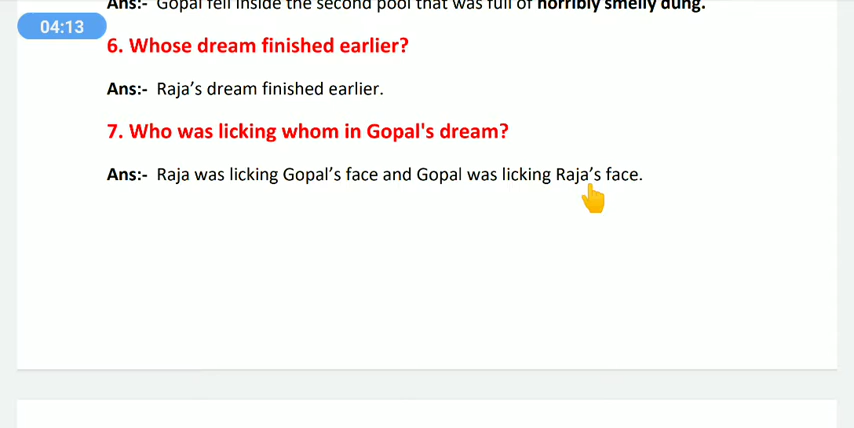 Ans:- Gopal fell inside the second pool that was full of horribly smelly dung.
04:13
6. Whose dream finished earlier?
Ans:- Raja’s dream finished earlier.
7. Who was licking whom in Gopal's dream?
Ans:- Raja was licking Gopal’s face and Gopal was licking Raja’s face.